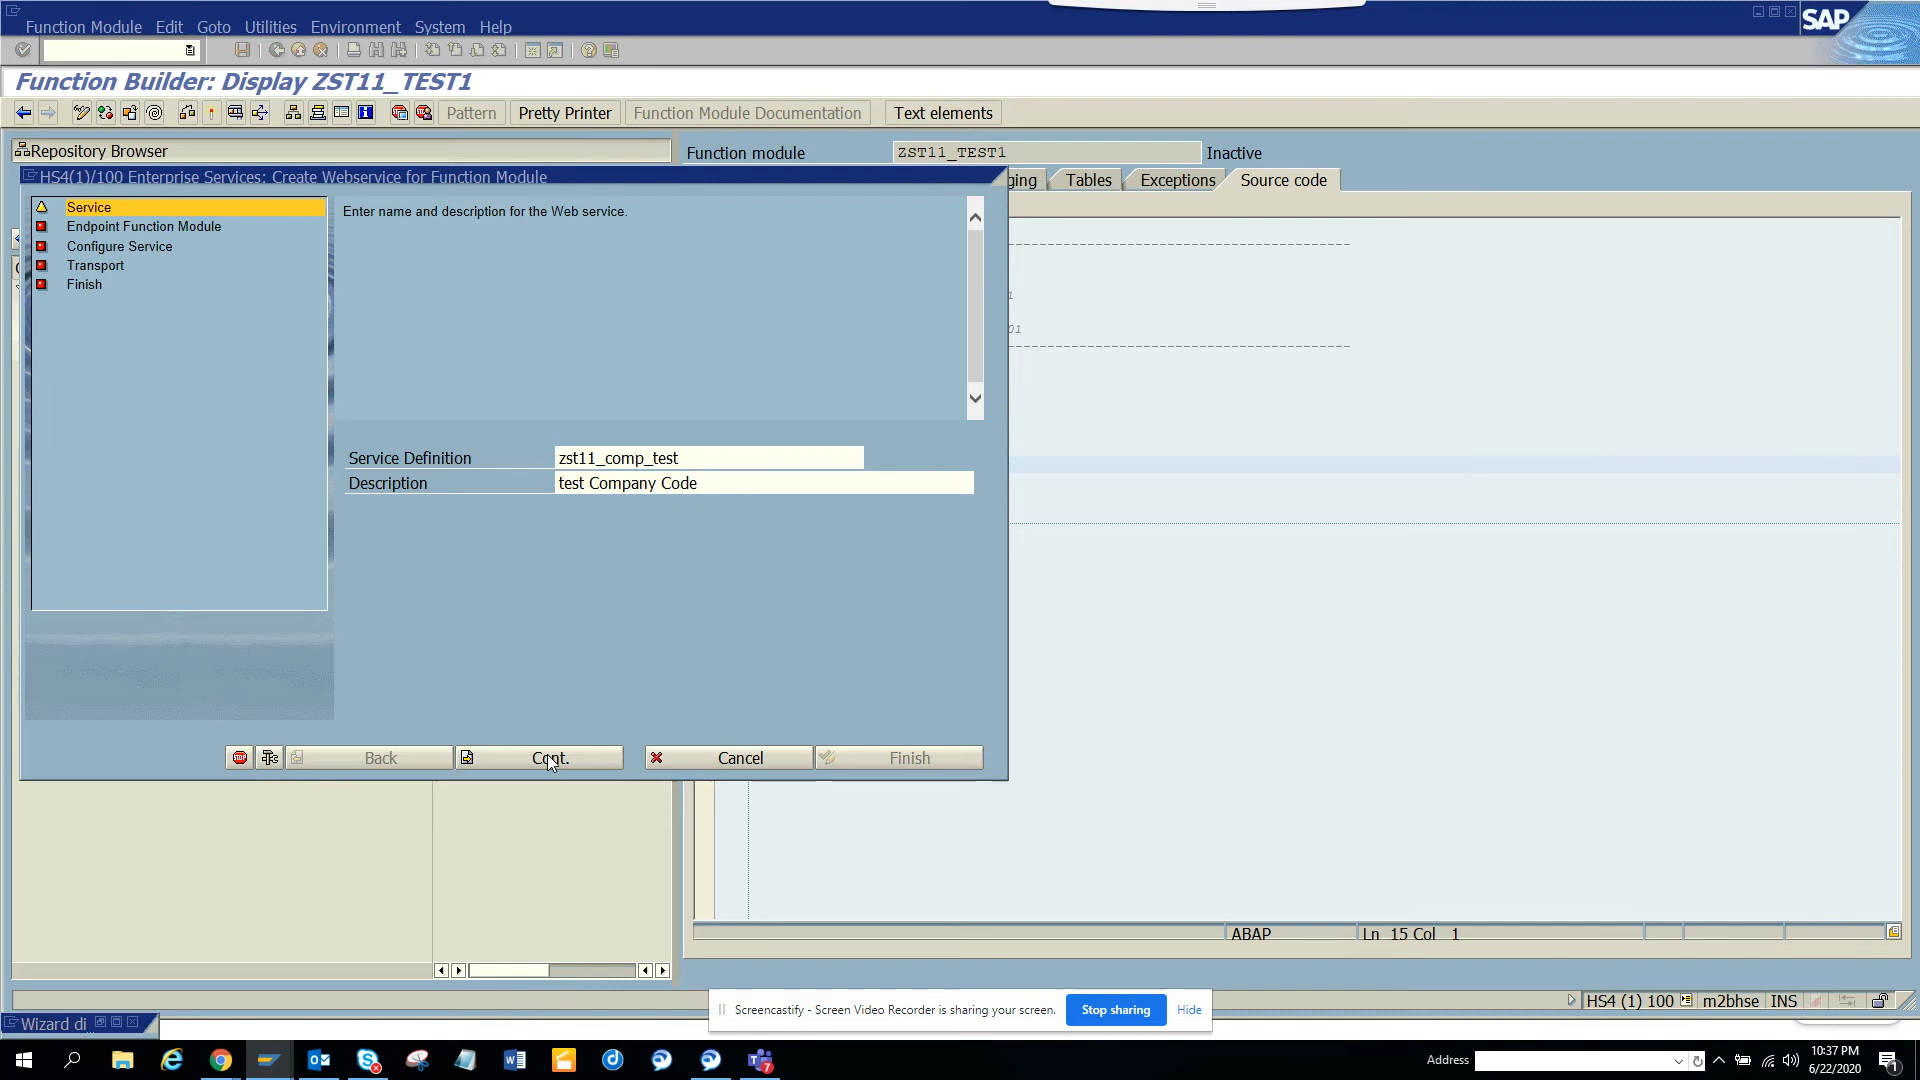 Function Module Edit Goto Utilities Environment System Help
SAP
Function Builder: Display ZST11_TEST1
Pattern Pretty Printer Function Module Documentation Text elements
Repository Browser
Function module ZST11_TEST1 Inactive
HS4(1)/100 Enterprise Services: Create Webservice for Function Module
ging Tables Exceptions Source code
Service
Endpoint Function Module
Configure Service
Transport
Finish
Enter name and description for the Web service.
Service Definition zst11_comp_test
Description test Company Code
STOP Back Cont. Cancel Finish
ABAP Ln 15 Col 1
HS4 (1) 100 m2bhse INS
Screencastify - Screen Video Recorder is sharing your screen. Stop sharing Hide
Wizard di
Address
10:37 PM
6/22/2020
7
1